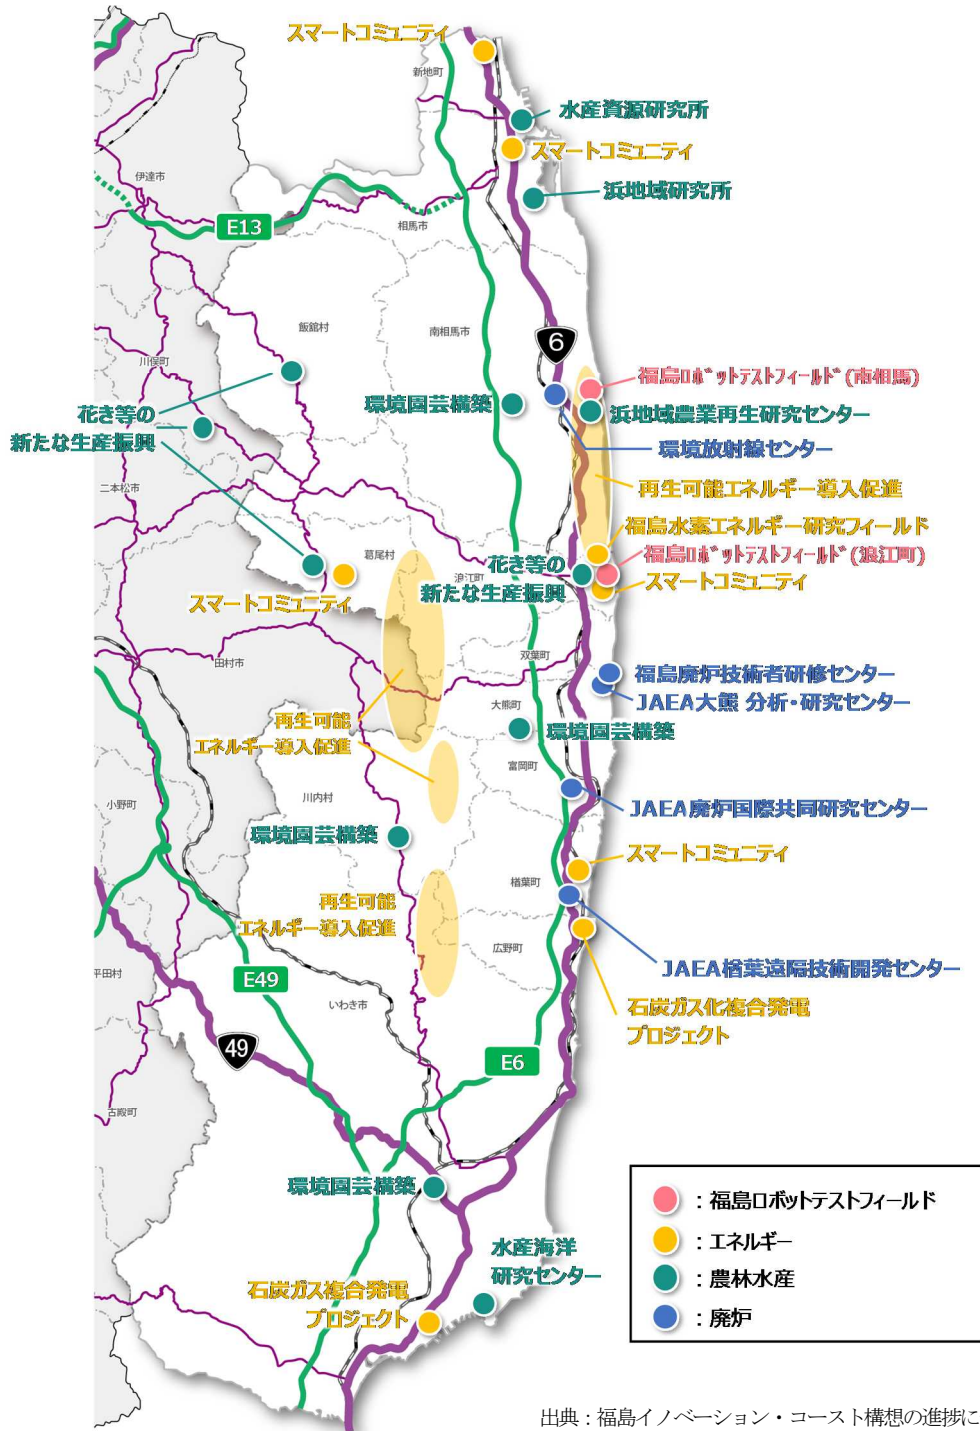 スマートコミュニティ
新地町
水産資源研究所
スマートコミュニティ
伊達市
浜地域研究所
E13
相馬市
飯舘村
南相馬市
6
川俣町
福島ロボットテストフィールド(南相馬)
花き等の
新たな生産振興
環境園芸構築
浜地域農業再生研究センター
環境放射線センター
二本松市
再生可能エネルギー導入促進
福島水素エネルギー研究フィールド
葛尾村
浪江町
花き等の
新たな生産振興
福島ロボットテストフィールド(浪江町)
スマートコミュニティ
スマートコミュニティ
田村市
双葉町
福島廃炉技術者研修センター
JAEA大熊 分析・研究センター
大熊町
再生可能
エネルギー導入促進
環境園芸構築
富岡町
小野町
川内村
JAEA廃炉国際共同研究センター
環境園芸構築
スマートコミュニティ
楢葉町
再生可能
エネルギー導入促進
広野町
JAEA楢葉遠隔技術開発センター
平田村
E49
いわき市
石炭ガス化複合発電
プロジェクト
49
E6
古殿町
環境園芸構築
水産海洋
研究センター
石炭ガス複合発電
プロジェクト
：福島ロボットテストフィールド
：エネルギー
：農林水産
：廃炉
出典：福島イノベーション・コースト構想の進捗に